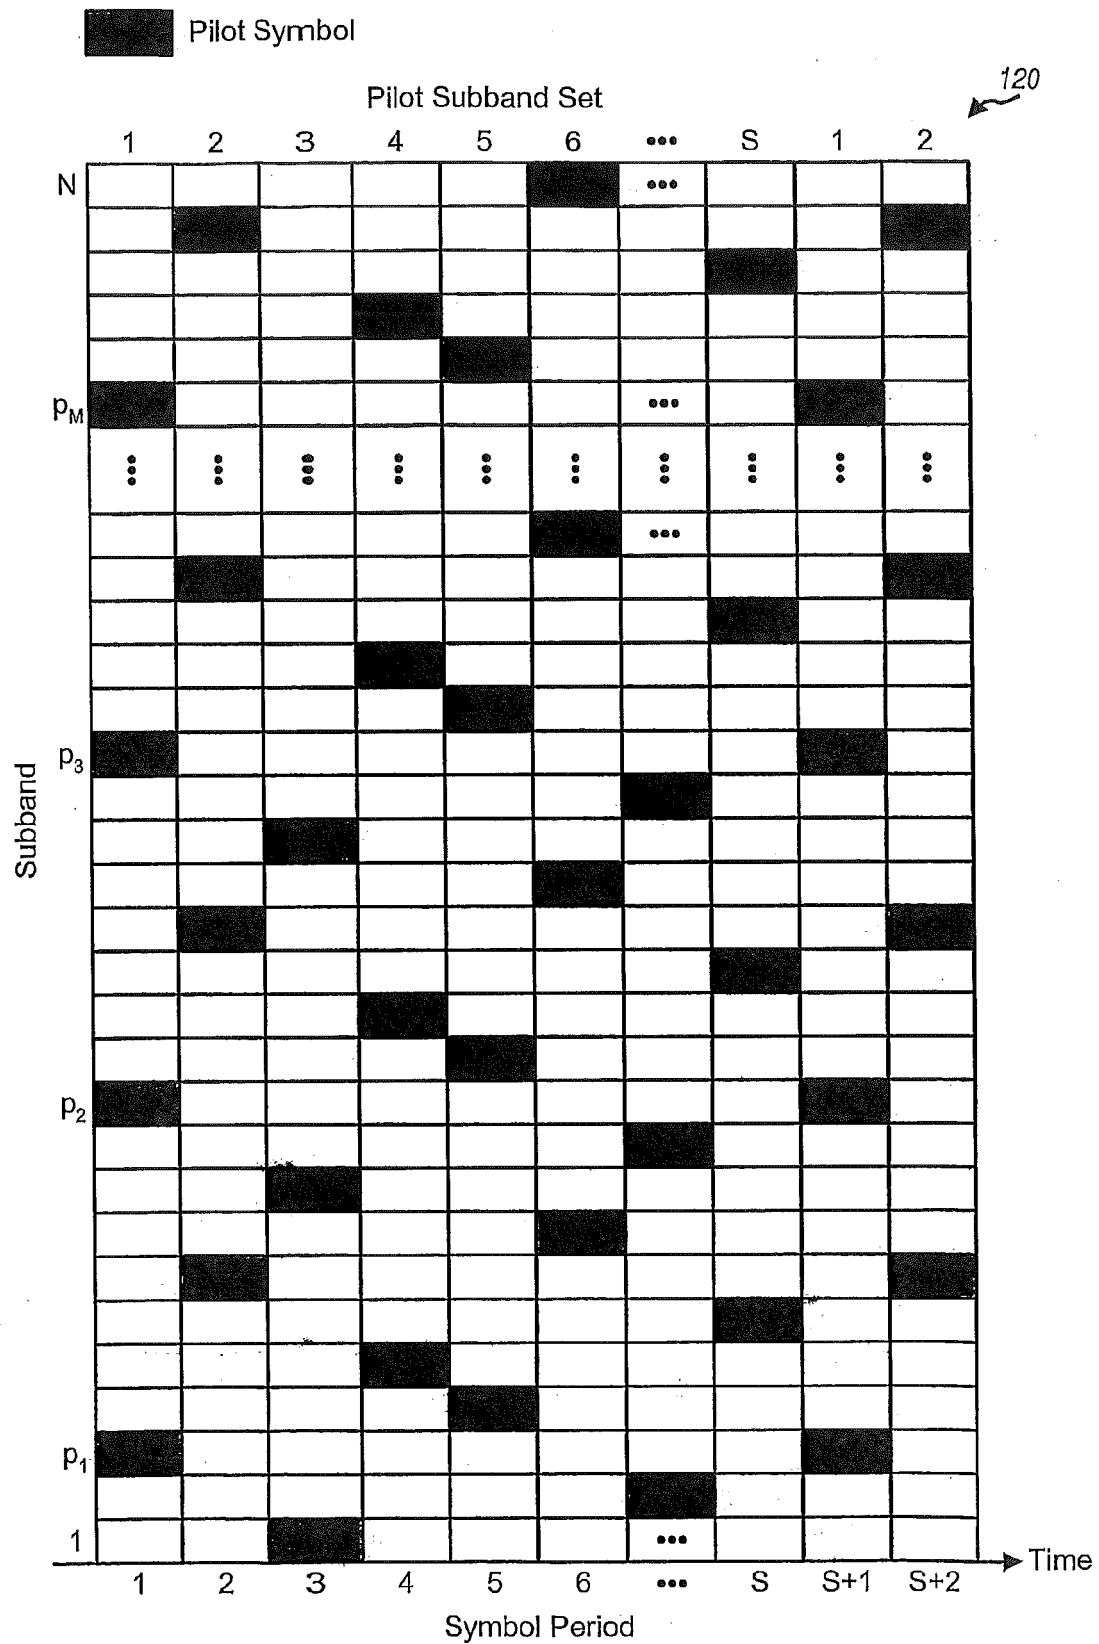 Pilot Symbol
120
Pilot Subband Set
1 2 3 4 5 6 ••• S 1 2
N •••
pM •••
•••
p3
Subband
p2
p1
1 •••
Time
1 2 3 4 5 6 ••• S S+1 S+2
Symbol Period